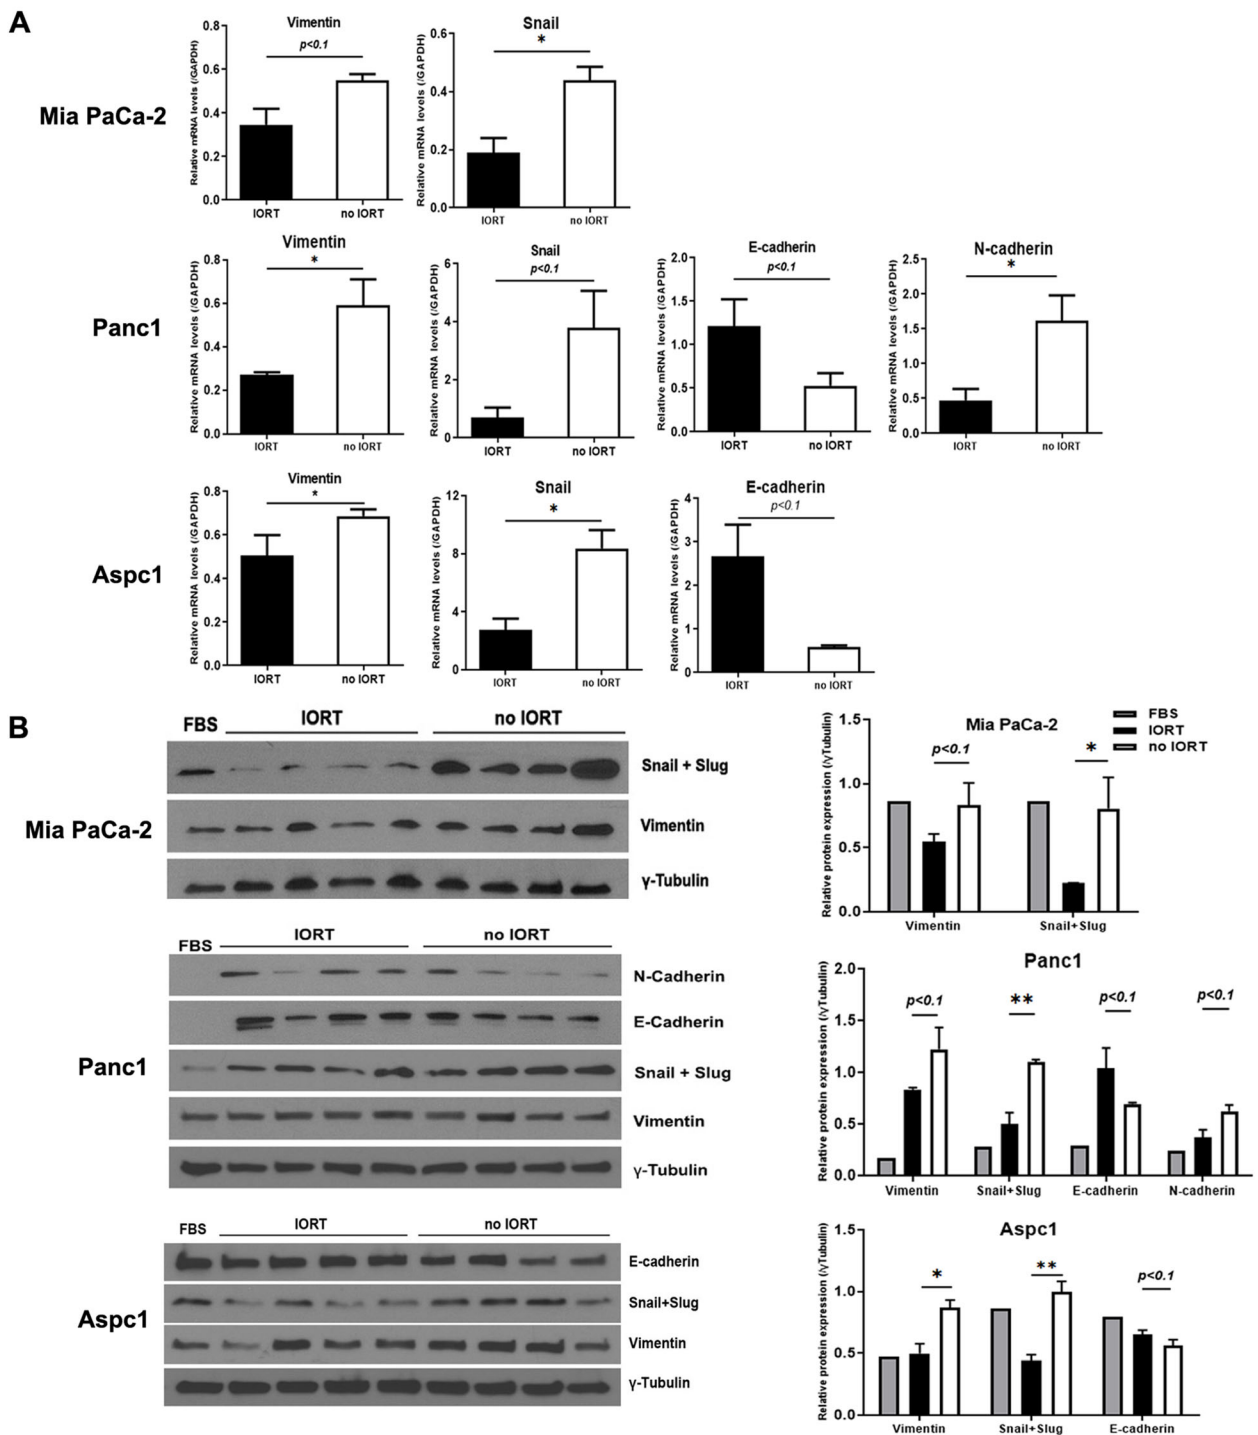 A
Mia PaCa-2
Vimentin
p<0.1
Relative mRNA levels (/GAPDH)
0.8
0.6
0.4
0.2
0.0
IORT
no IORT
Snail
*
Relative mRNA levels (/GAPDH)
0.6
0.4
0.2
0.0
IORT
no IORT
Panc1
Vimentin
*
Relative mRNA levels (/GAPDH)
0.8
0.6
0.4
0.2
0.0
IORT
no IORT
Snail
p<0.1
Relative mRNA levels (/GAPDH)
6
4
2
0
IORT
no IORT
E-cadherin
p<0.1
Relative mRNA levels (/GAPDH)
2.0
1.5
1.0
0.5
0.0
IORT
no IORT
N-cadherin
*
Relative mRNA levels (/GAPDH)
2.5
2.0
1.5
1.0
0.5
0.0
IORT
no IORT
Aspc1
Vimentin
*
Relative mRNA levels (/GAPDH)
0.8
0.6
0.4
0.2
0.0
IORT
no IORT
Snail
*
Relative mRNA levels (/GAPDH)
12
8
4
0
IORT
no IORT
E-cadherin
p<0.1
Relative mRNA levels (/GAPDH)
4
3
2
1
0
IORT
no IORT
B
Mia PaCa-2
FBS
IORT
no IORT
Snail + Slug
Vimentin
γ-Tubulin
Mia PaCa-2
FBS
IORT
no IORT
p<0.1
*
Relative protein expression (/γTubulin)
1.5
1.0
0.5
0.0
Vimentin
Snail+Slug
Panc1
FBS
IORT
no IORT
N-Cadherin
E-Cadherin
Snail + Slug
Vimentin
γ-Tubulin
Panc1
p<0.1
**
p<0.1
p<0.1
Relative protein expression (/γTubulin)
2.0
1.5
1.0
0.5
0.0
Vimentin
Snail+Slug
E-cadherin
N-cadherin
Aspc1
FBS
IORT
no IORT
E-cadherin
Snail+Slug
Vimentin
γ-Tubulin
Aspc1
*
**
p<0.1
Relative protein expression (/γTubulin)
1.5
1.0
0.5
0.0
Vimentin
Snail+Slug
E-cadherin